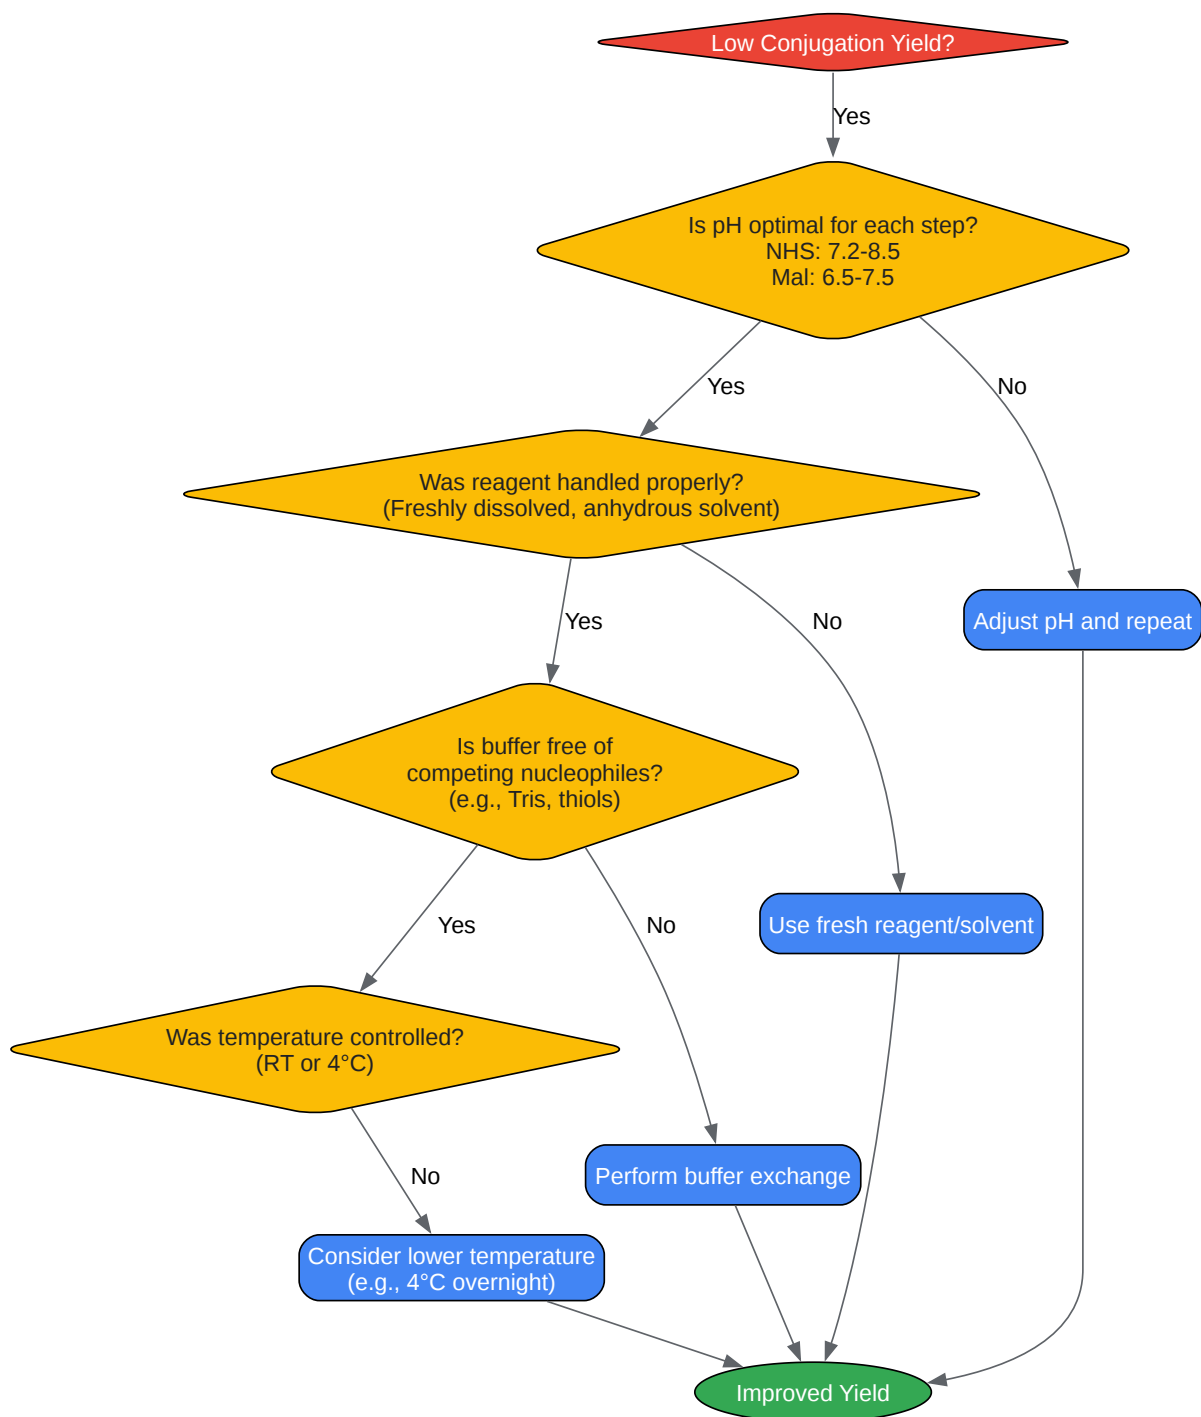 Low Conjugation Yield?
Yes
Is pH optimal for each step?
NHS: 7.2-8.5
Mal: 6.5-7.5
Yes
No
Was reagent handled properly?
(Freshly dissolved, anhydrous solvent)
Yes
No
Adjust pH and repeat
Is buffer free of
competing nucleophiles?
(e.g., Tris, thiols)
Yes
No
Use fresh reagent/solvent
Was temperature controlled?
(RT or 4°C)
No
Perform buffer exchange
Consider lower temperature
(e.g., 4°C overnight)
Improved Yield